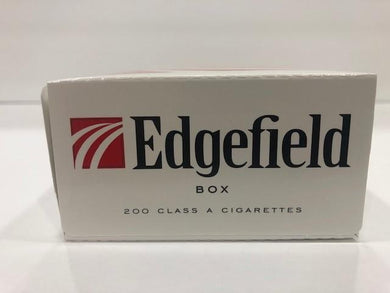 Edgefield
BOX
200 CLASS A CIGARETTES